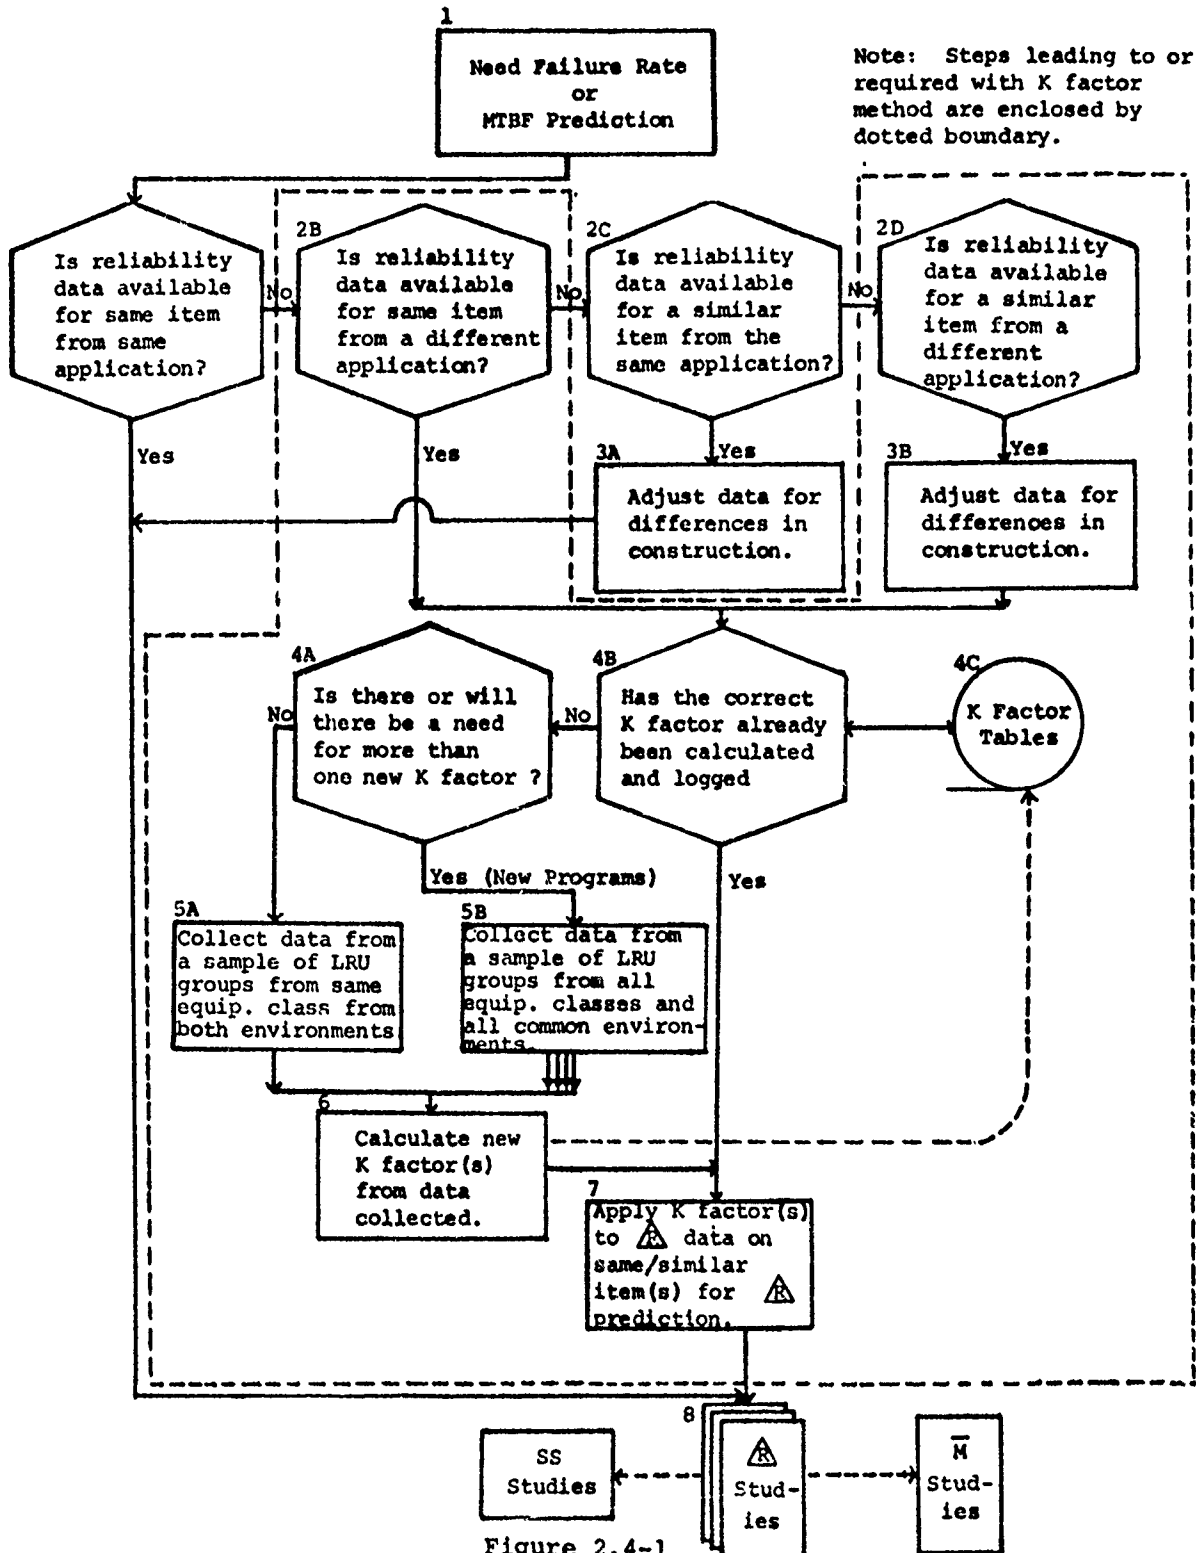 1
Need Failure Rate
or
MTBF Prediction
Note: Steps leading to or
required with K factor
method are enclosed by
dotted boundary.
Is reliability
data available
for same item
from same
application?
No
2B
Is reliability
data available
for same item
from a different
application?
No
2C
Is reliability
data available
for a similar
item from the
same application?
No
2D
Is reliability
data available
for a similar
item from a
different
application?
Yes
Yes
Yes
Yes
3A
Adjust data for
differences in
construction.
3B
Adjust data for
differences in
construction.
4A
Is there or will
there be a need
for more than
one new K factor ?
No
4B
Has the correct
K factor already
been calculated
and logged
No
4C
K Factor
Tables
Yes (New Programs)
Yes
5A
Collect data from
a sample of LRU
groups from same
equip. class from
both environments
5B
Collect data from
a sample of LRU
groups from all
equip. classes and
all common environ-
ments.
6
Calculate new
K factor(s)
from data
collected.
7
Apply K factor(s)
to R data on
same/similar
item(s) for R
prediction.
8
SS
Studies
R
Stud-
ies
M̅
Stud-
ies
Figure 2.4-1